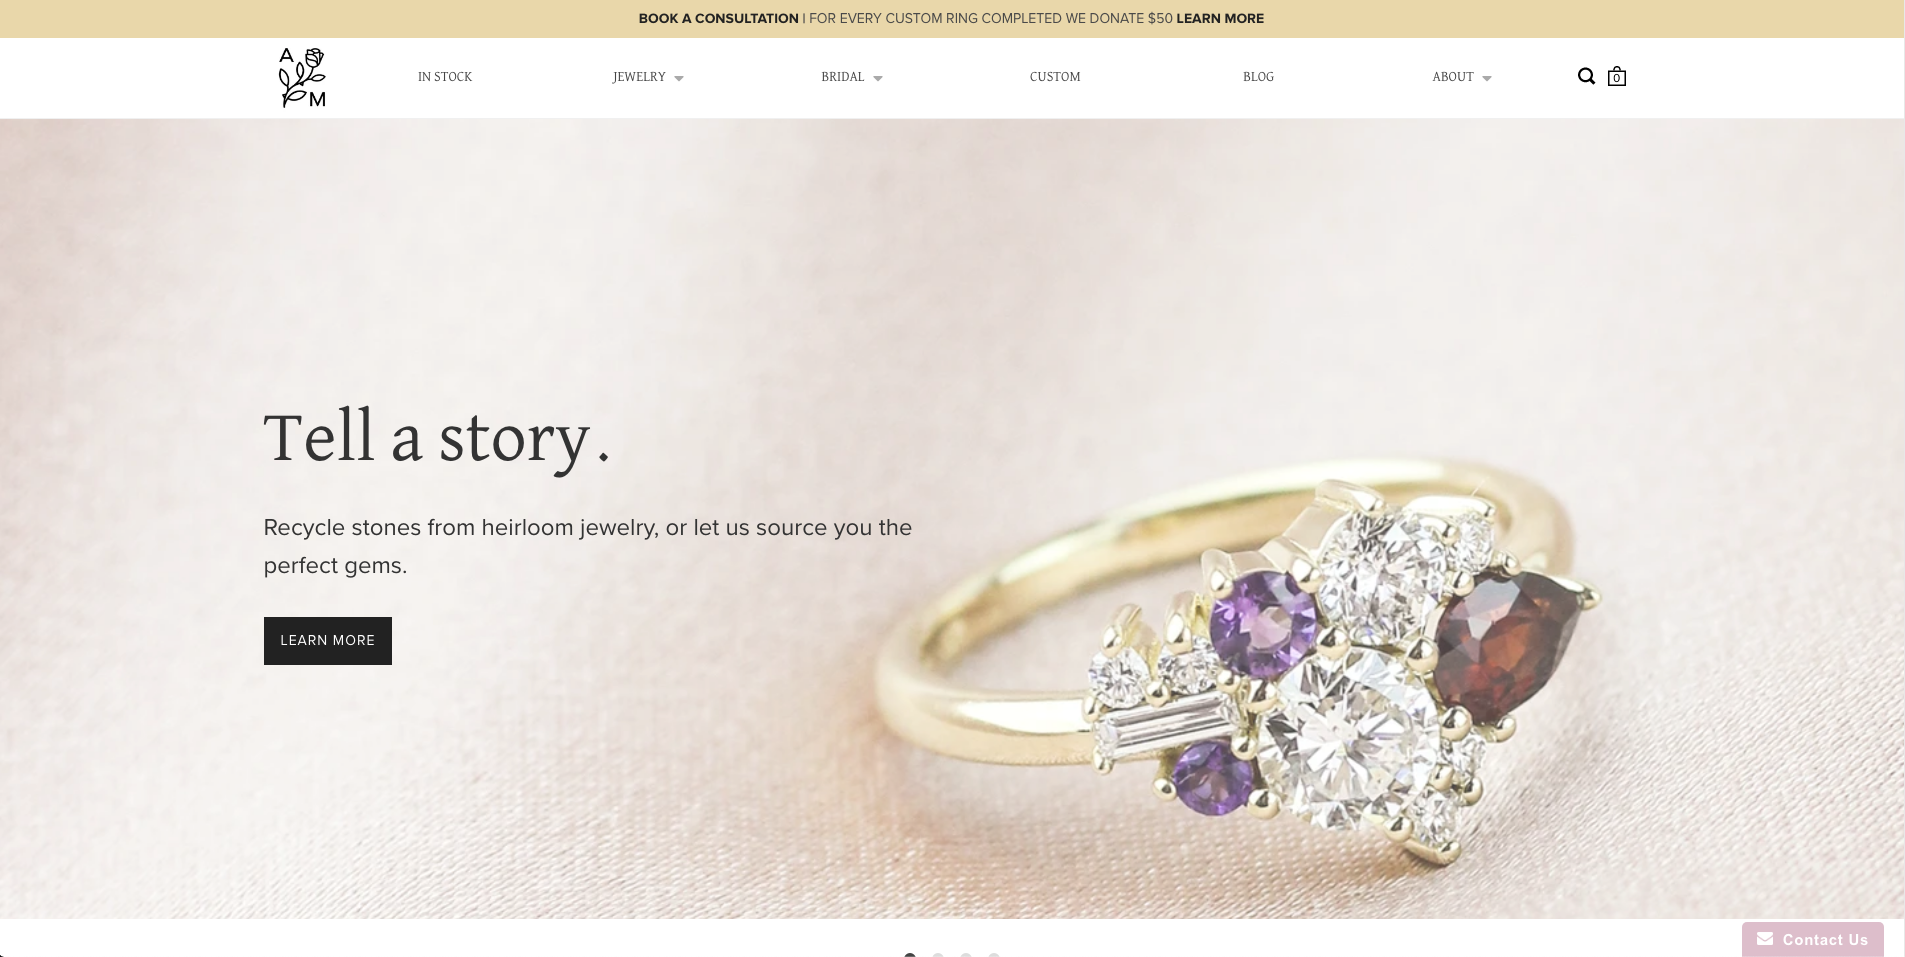 BOOK A CONSULTATION | FOR EVERY CUSTOM RING COMPLETED WE DONATE $50 LEARN MORE
A
M
IN STOCK
JEWELRY
BRIDAL
CUSTOM
BLOG
ABOUT
0
Tell a story.
Recycle stones from heirloom jewelry, or let us source you the
perfect gems.
LEARN MORE
Contact Us